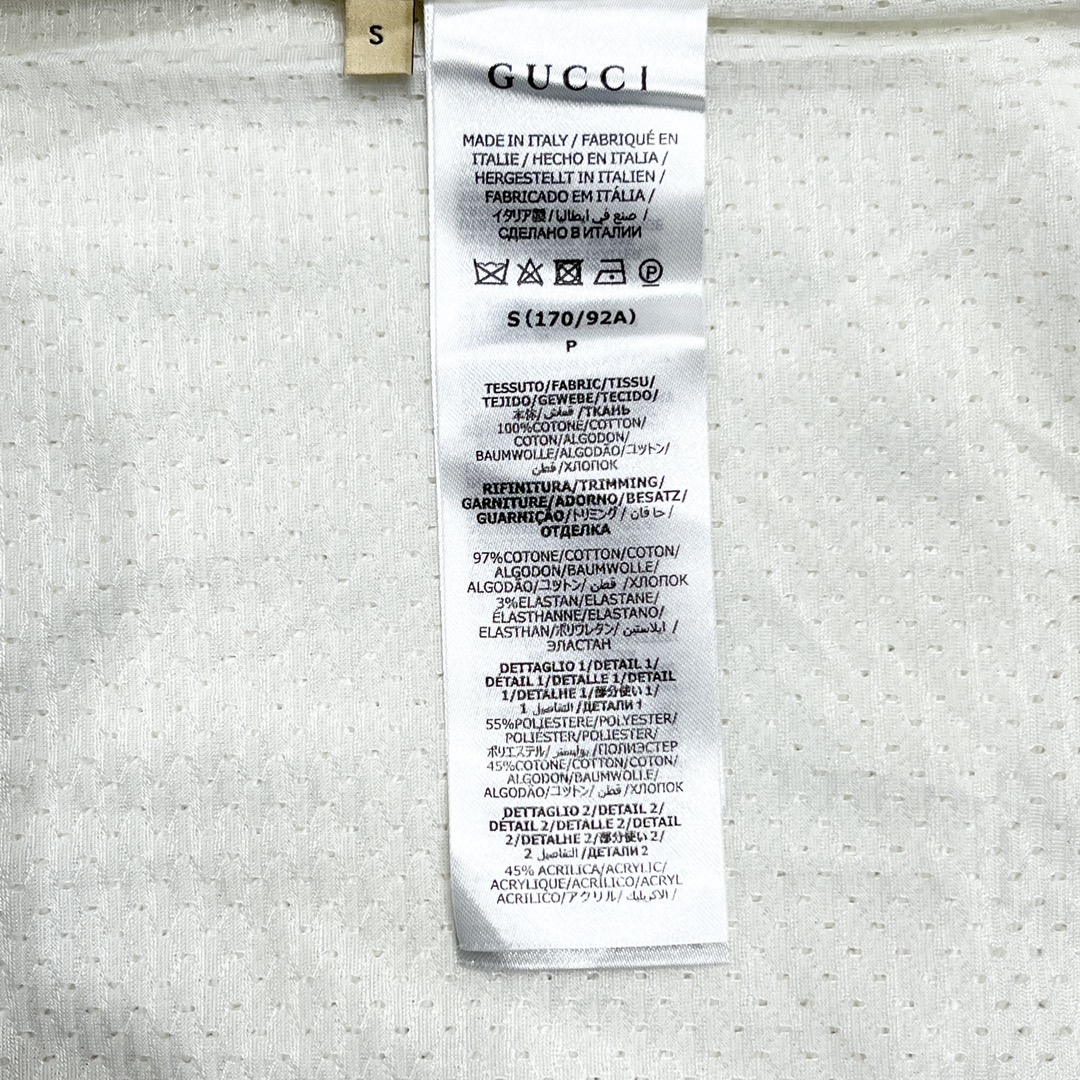 S
GUCCI
MADE IN ITALY / FABRIQUÉ EN
ITALIE / HECHO EN ITALIA /
HERGESTELLT IN ITALIEN /
FABRICADO EM ITÁLIA /
イタリア製 / صنع في ايطاليا /
СДЕЛАНО В ИТАЛИИ
P
S (170/92A)
P
TESSUTO/FABRIC/TISSU/
TEJIDO/GEWEBE/TECIDO/
本体/ قماش /ТКАНЬ
100%COTONE/COTTON/
COTON/ALGODON/
BAUMWOLLE/ALGODÃO/コットン/
قطن /ХЛОПОК
RIFINITURA/TRIMMING/
GARNITURE/ADORNO/BESATZ/
GUARNIÇÃO/トリミング/ حافان /
ОТДЕЛКА
97%COTONE/COTTON/COTON/
ALGODON/BAUMWOLLE/
ALGODÃO/コットン/ قطن /ХЛОПОК
3%ELASTAN/ELASTANE/
ÉLASTHANNE/ELASTANO/
ELASTHAN/ポリウレタン/ ايلاستين /
ЭЛАСТАН
DETTAGLIO 1/DETAIL 1/
DÉTAIL 1/DETALLE 1/DETAIL
1/DETALHE 1/部分使い 1/
1 التفاصيل /ДЕТАЛИ 1
55%POLIESTERE/POLYESTER/
POLIÉSTER/POLIESTER/
ポリエステル/ بوليستر /ПОЛИЭСТЕР
45%COTONE/COTTON/COTON/
ALGODON/BAUMWOLLE/
ALGODÃO/コットン/ قطن /ХЛОПОК
DETTAGLIO 2/DETAIL 2/
DÉTAIL 2/DETALLE 2/DETAIL
2/DETALHE 2/部分使い 2/
2 التفاصيل /ДЕТАЛИ 2
45% ACRILICA/ACRYLIC/
ACRYLIQUE/ACRÍLICO/ACRYL
ACRILICO/アクリル/ الاكريليك /